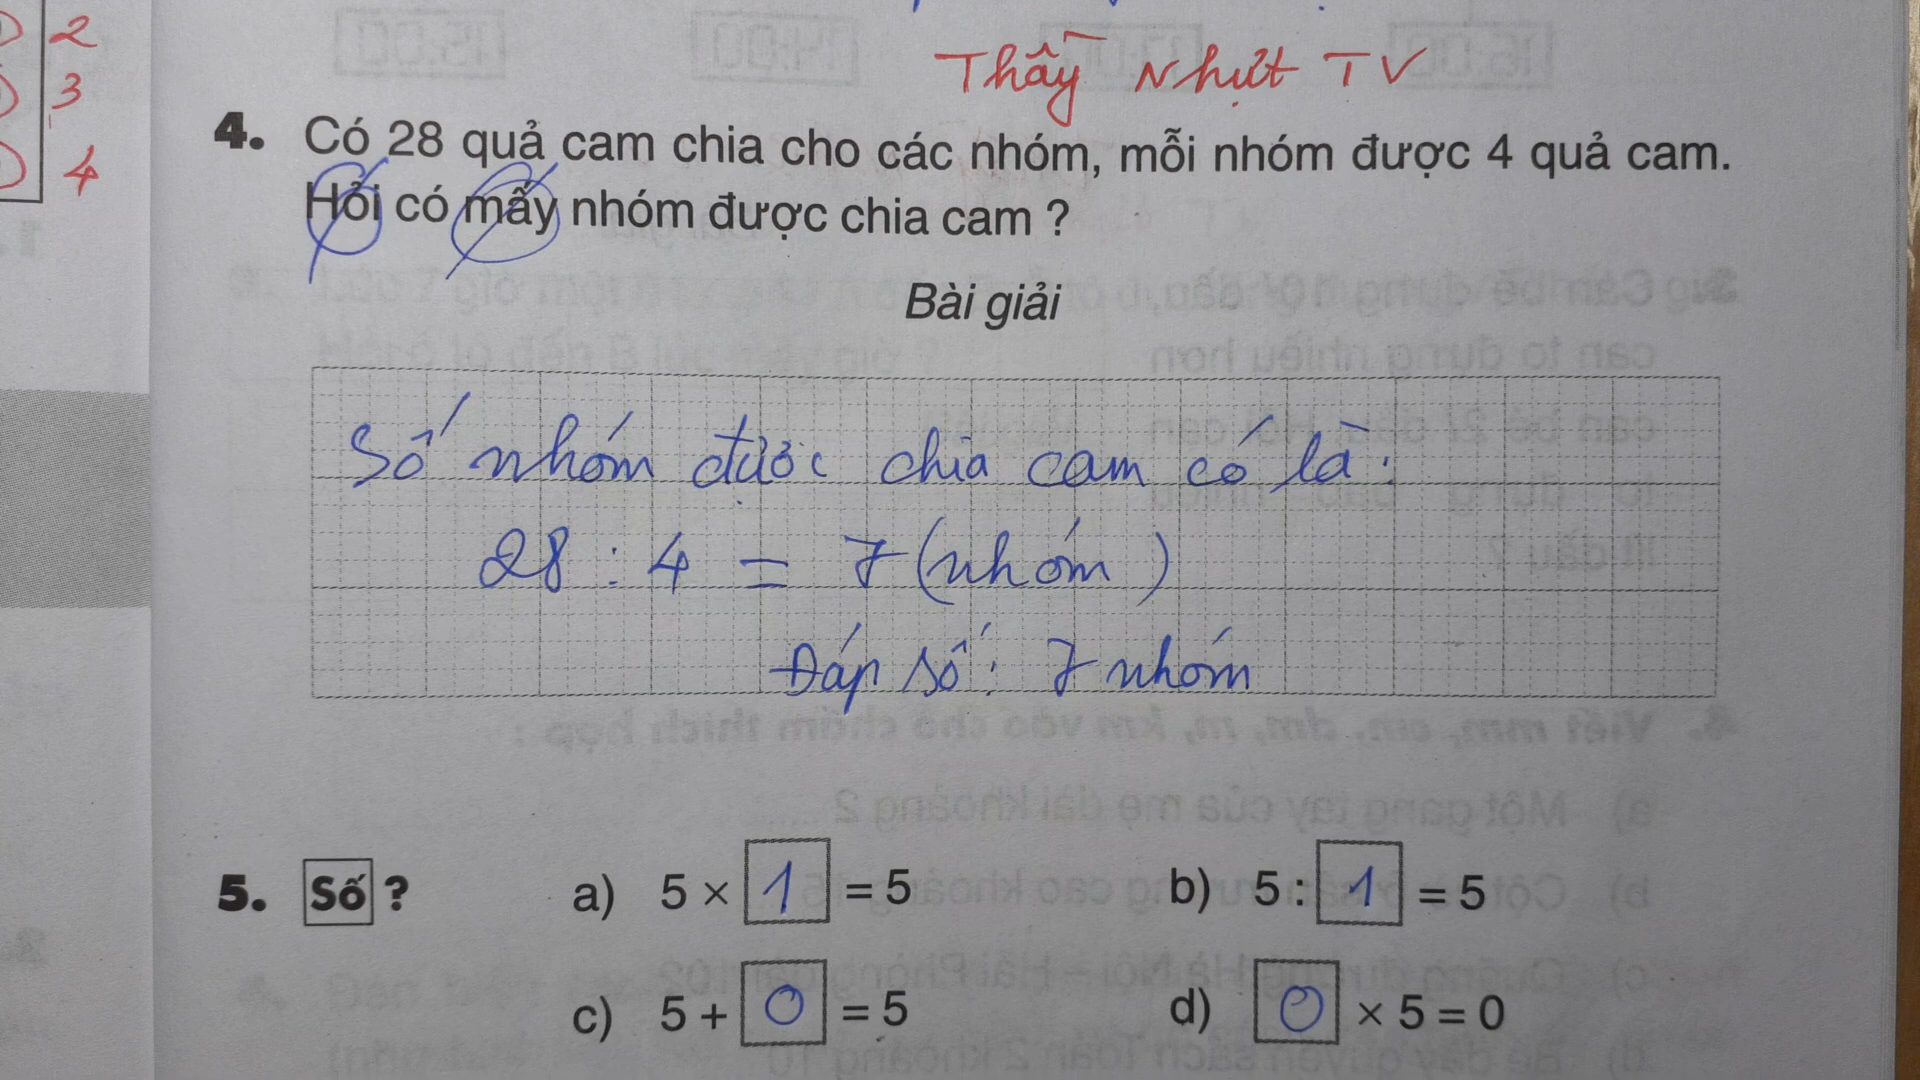 2
3
4
Thầy Nhựt TV
4. Có 28 quả cam chia cho các nhóm, mỗi nhóm được 4 quả cam.
Hỏi có mấy nhóm được chia cam ?
Bài giải
Số nhóm được chia cam có là:
28 : 4 = 7 (nhóm)
Đáp số: 7 nhóm
5. Số ? a) 5 × 1 = 5 b) 5 : 1 = 5
c) 5 + 0 = 5 d) 0 × 5 = 0